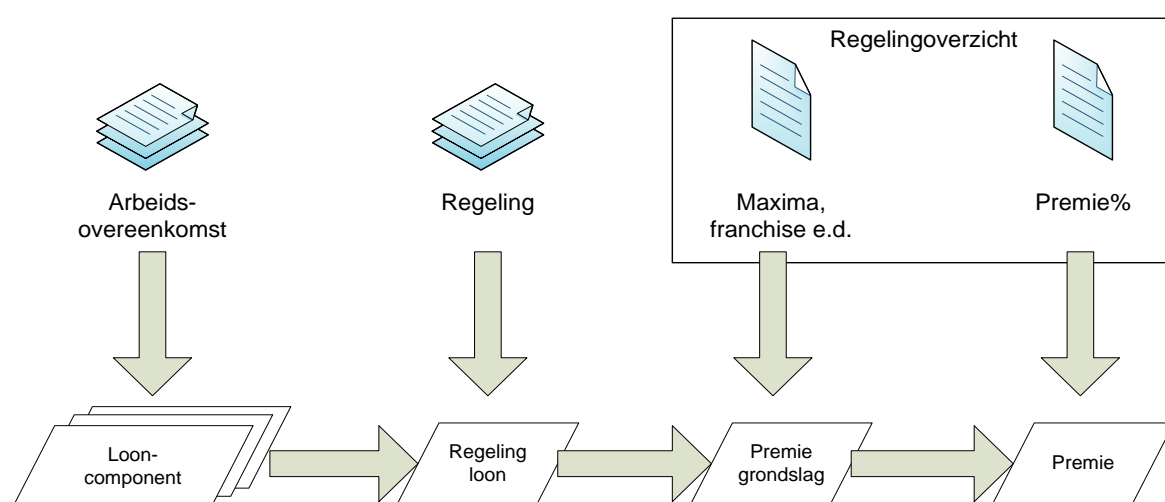 Regelingoverzicht
Arbeids-
overeenkomst
Regeling
Maxima,
franchise e.d.
Premie%
Loon-
component
Regeling
loon
Premie
grondslag
Premie